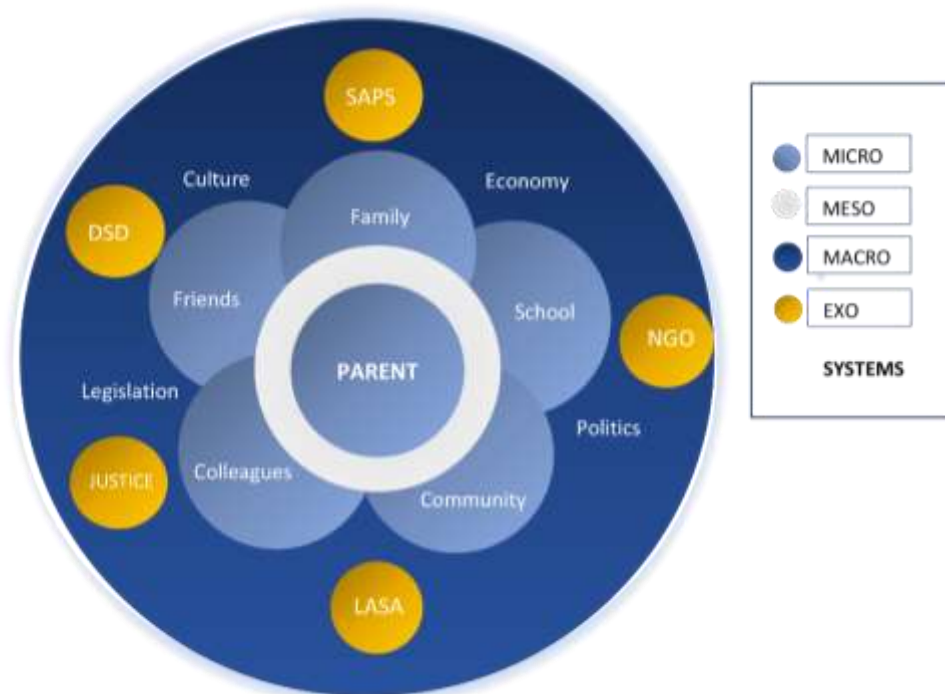 SAPS
Culture
Economy
Family
DSD
Friends
School
NGO
PARENT
Legislation
Politics
Colleagues
JUSTICE
Community
LASA
MICRO
MESO
MACRO
EXO
SYSTEMS